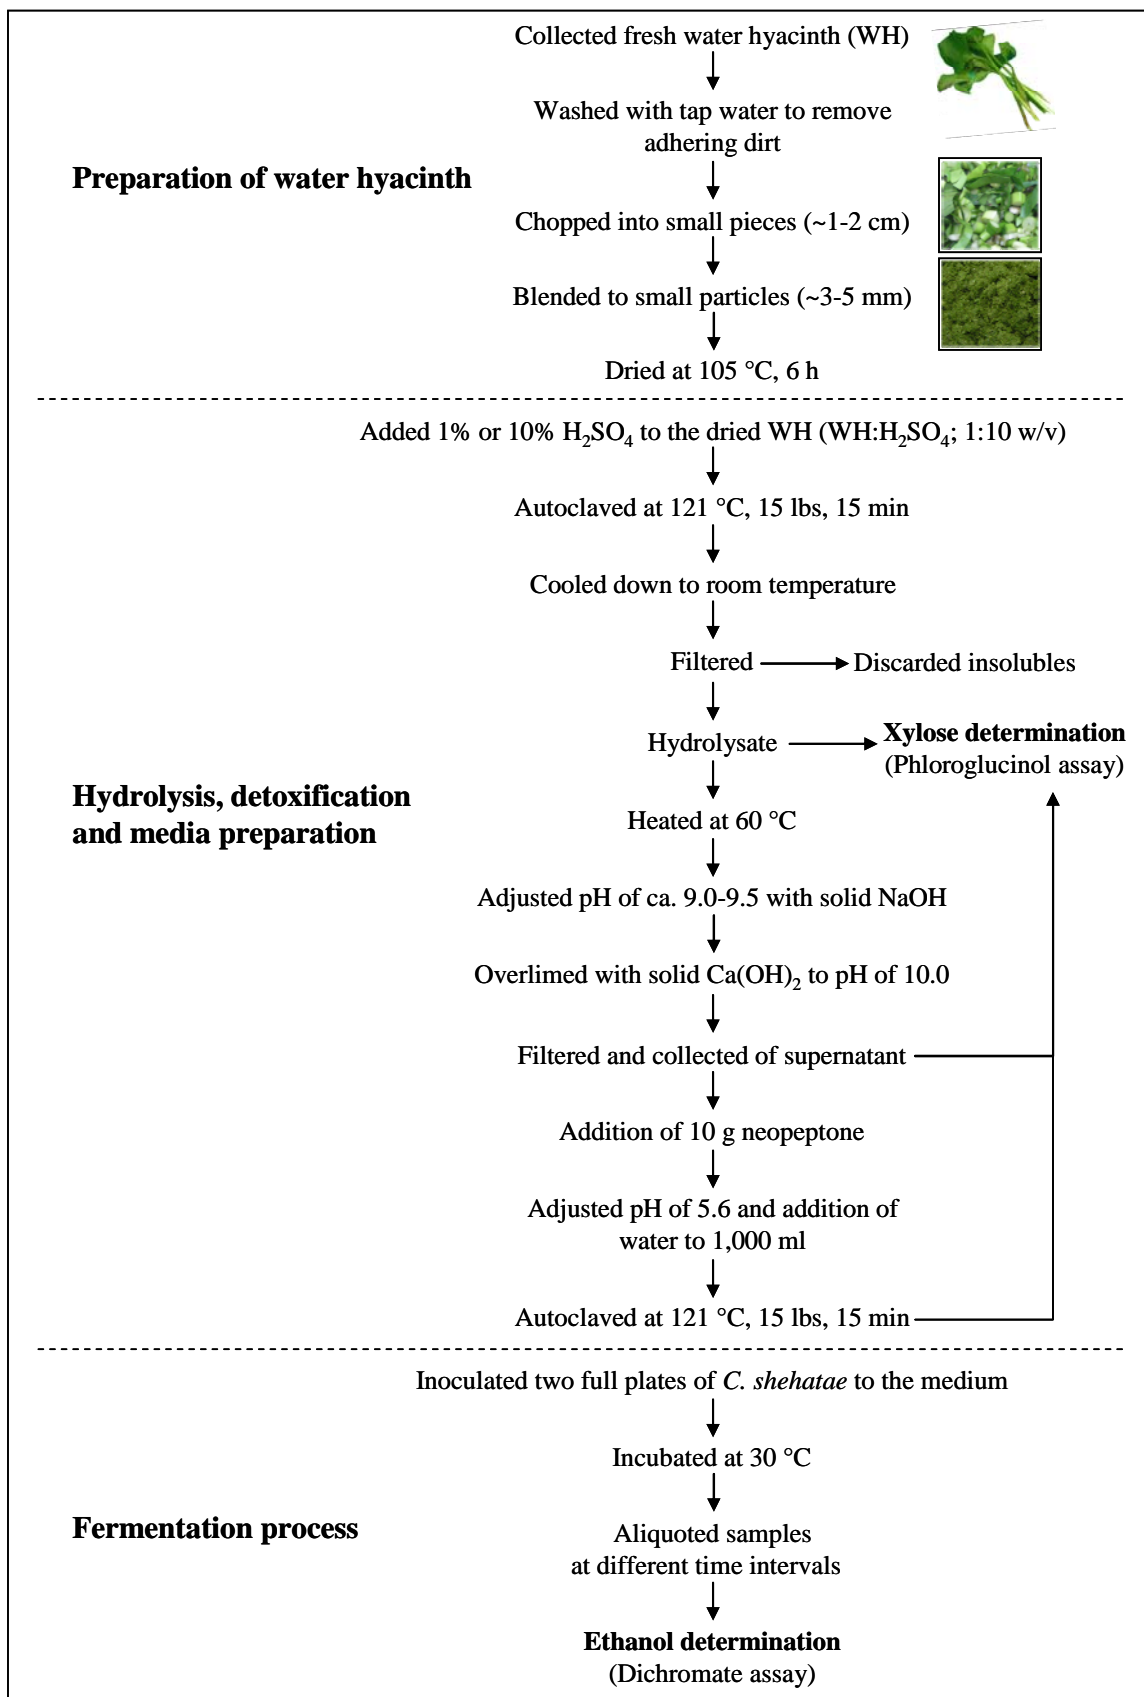 Collected fresh water hyacinth (WH)
Washed with tap water to remove
adhering dirt
Preparation of water hyacinth
Chopped into small pieces (~1-2 cm)
Blended to small particles (~3-5 mm)
Dried at 105 °C, 6 h
Added 1% or 10% H₂SO₄ to the dried WH (WH:H₂SO₄; 1:10 w/v)
Autoclaved at 121 °C, 15 lbs, 15 min
Cooled down to room temperature
Filtered
Discarded insolubles
Hydrolysate
Xylose determination
(Phloroglucinol assay)
Hydrolysis, detoxification
and media preparation
Heated at 60 °C
Adjusted pH of ca. 9.0-9.5 with solid NaOH
Overlimed with solid Ca(OH)₂ to pH of 10.0
Filtered and collected of supernatant
Addition of 10 g neopeptone
Adjusted pH of 5.6 and addition of
water to 1,000 ml
Autoclaved at 121 °C, 15 lbs, 15 min
Inoculated two full plates of C. shehatae to the medium
Incubated at 30 °C
Fermentation process
Aliquoted samples
at different time intervals
Ethanol determination
(Dichromate assay)